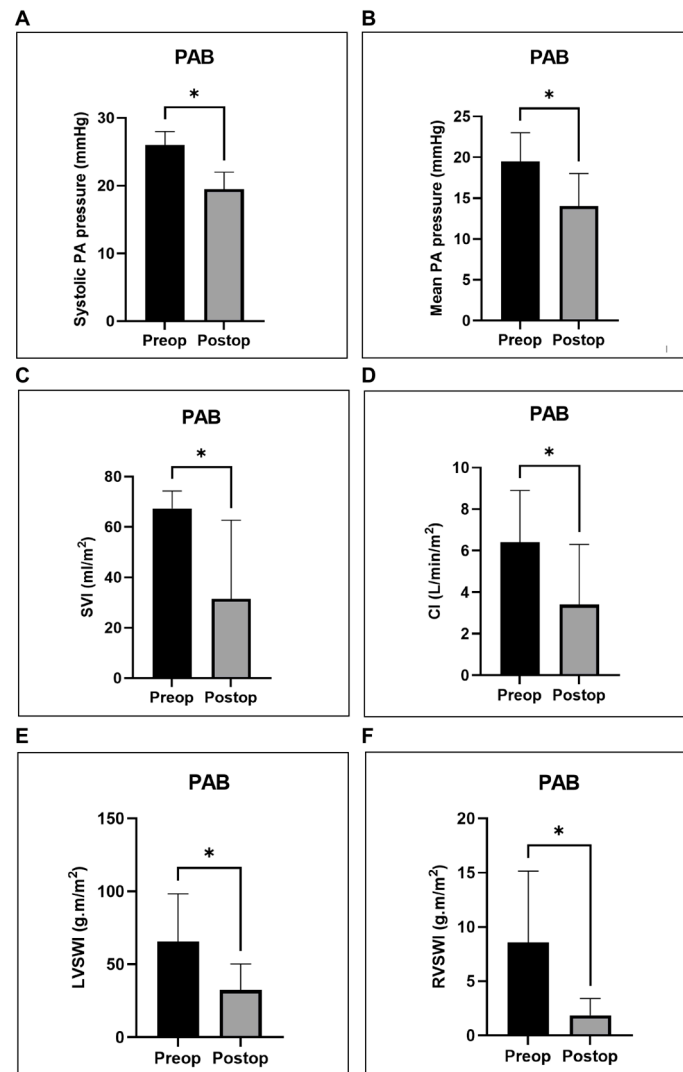 A
PAB
*
Systolic PA pressure (mmHg)
30
20
10
0
Preop Postop
B
PAB
*
Mean PA pressure (mmHg)
25
20
15
10
5
0
Preop Postop
C
PAB
*
SVI (ml/m²)
80
60
40
20
0
Preop Postop
D
PAB
*
CI (L/min/m²)
10
8
6
4
2
0
Preop Postop
E
PAB
*
LVSWI (g.m/m²)
150
100
50
0
Preop Postop
F
PAB
*
RVSWI (g.m/m²)
20
15
10
5
0
Preop Postop